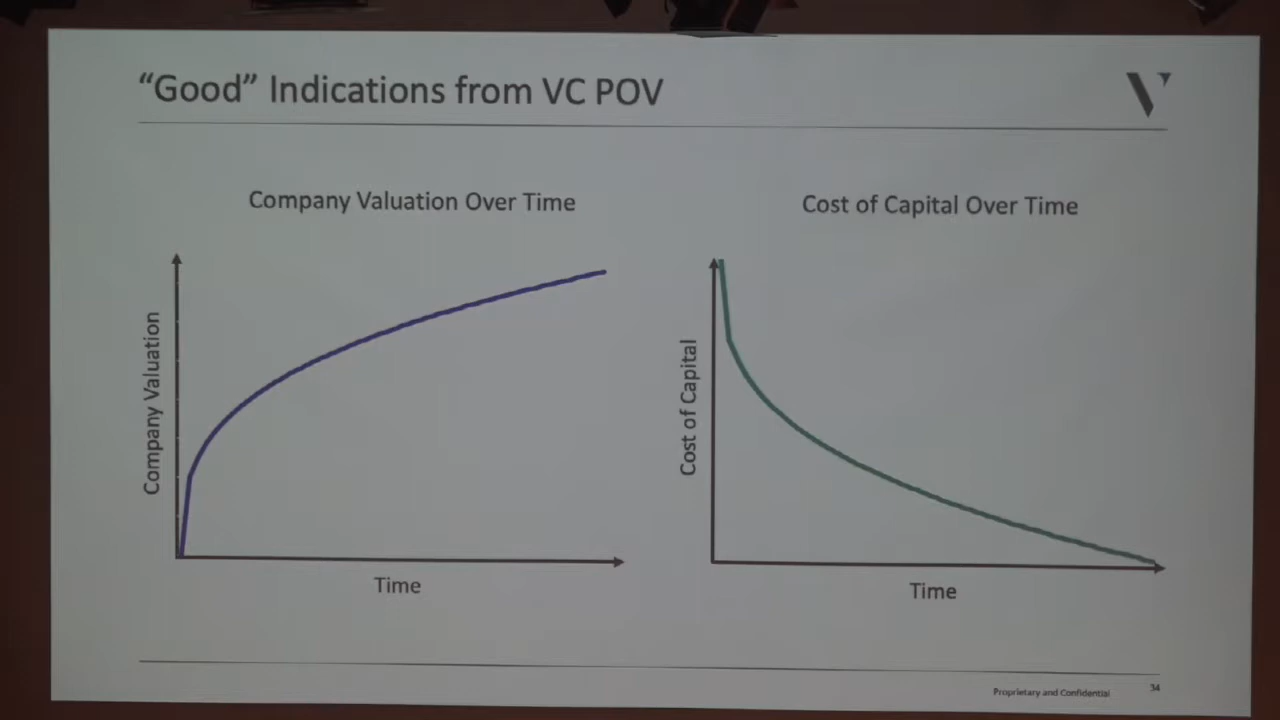 “Good” Indications from VC POV
Company Valuation Over Time
Cost of Capital Over Time
Company Valuation
Time
Cost of Capital
Time
Proprietary and Confidential
34